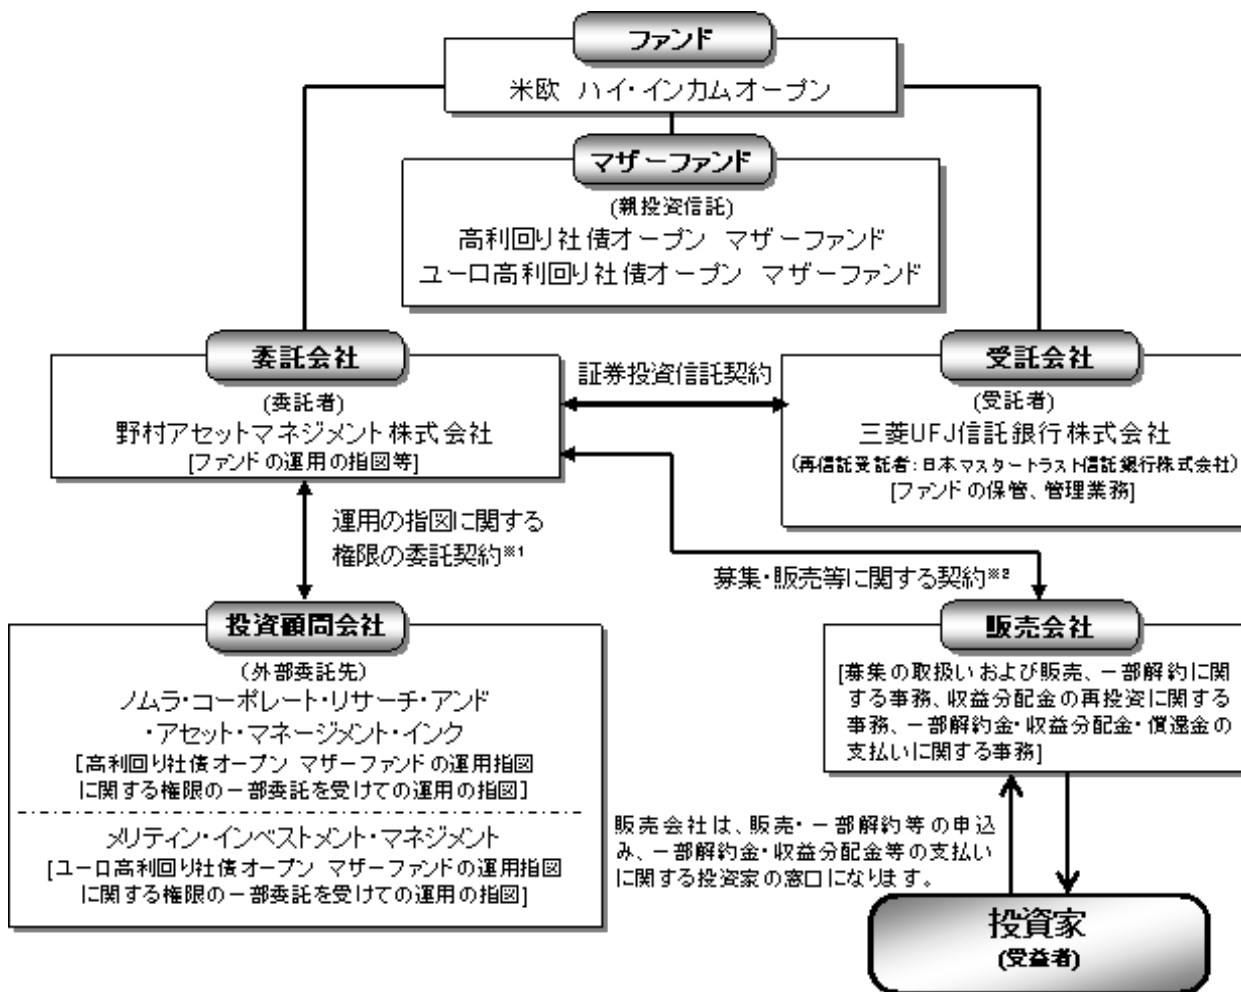 ファンド
米欧 ハイ・インカムオープン
マザーファンド
(親投資信託)
高利回り社債オープン マザーファンド
ユーロ高利回り社債オープン マザーファンド
委託会社
(委託者)
野村アセットマネジメント株式会社
[ファンドの運用の指図等]
証券投資信託契約
受託会社
(受託者)
三菱UFJ信託銀行株式会社
(再信託受託者:日本マスタートラスト信託銀行株式会社)
[ファンドの保管、管理業務]
運用の指図に関する
権限の委託契約※1
募集・販売等に関する契約※2
投資顧問会社
(外部委託先)
ノムラ・コーポレート・リサーチ・アンド
・アセット・マネージメント・インク
[高利回り社債オープン マザーファンドの運用指図
に関する権限の一部委託を受けての運用の指図]
メリティン・インベストメント・マネジメント
[ユーロ高利回り社債オープン マザーファンドの運用指図
に関する権限の一部委託を受けての運用の指図]
販売会社
[募集の取扱いおよび販売、一部解約に関
する事務、収益分配金の再投資に関する
事務、一部解約金・収益分配金・償還金の
支払いに関する事務]
販売会社は、販売・一部解約等の申込
み、一部解約金・収益分配金等の支払い
に関する投資家の窓口になります。
投資家
(受益者)